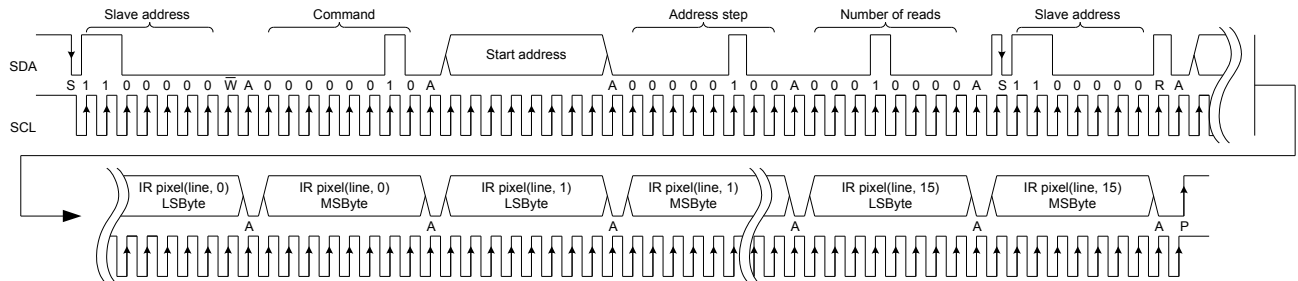 Slave address Command Address step Number of reads Slave address
SDA Start address
S 1 1 0 0 0 0 0 W̅ A 0 0 0 0 0 0 1 0 A A 0 0 0 0 0 1 0 0 A 0 0 0 1 0 0 0 0 A S 1 1 0 0 0 0 0 R A
SCL
IR pixel(line, 0) IR pixel(line, 0) IR pixel(line, 1) IR pixel(line, 1) IR pixel(line, 15) IR pixel(line, 15)
LSByte MSByte LSByte MSByte LSByte MSByte
A A A A A A P